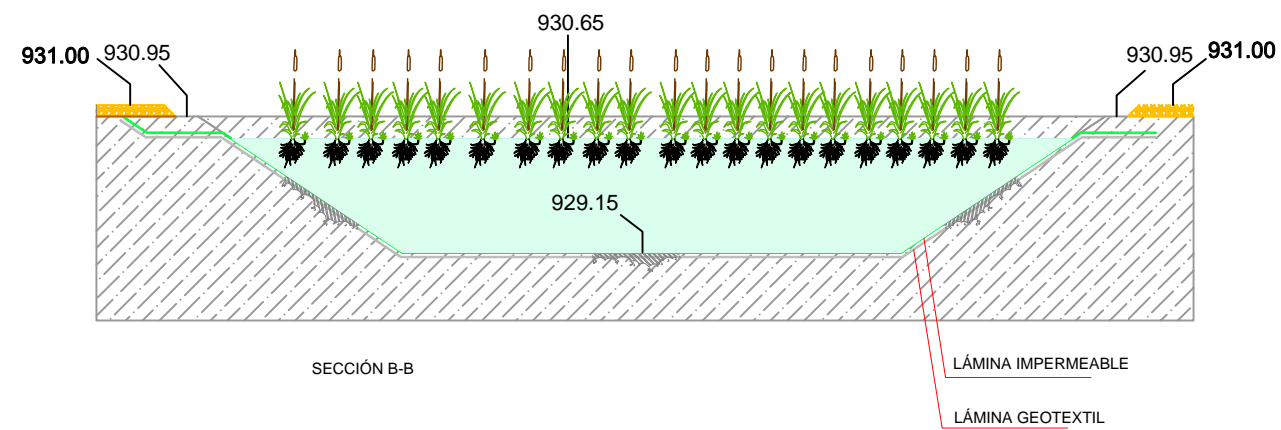 930.65
931.00
930.95
930.95
931.00
929.15
SECCIÓN B-B
LÁMINA IMPERMEABLE
LÁMINA GEOTEXTIL